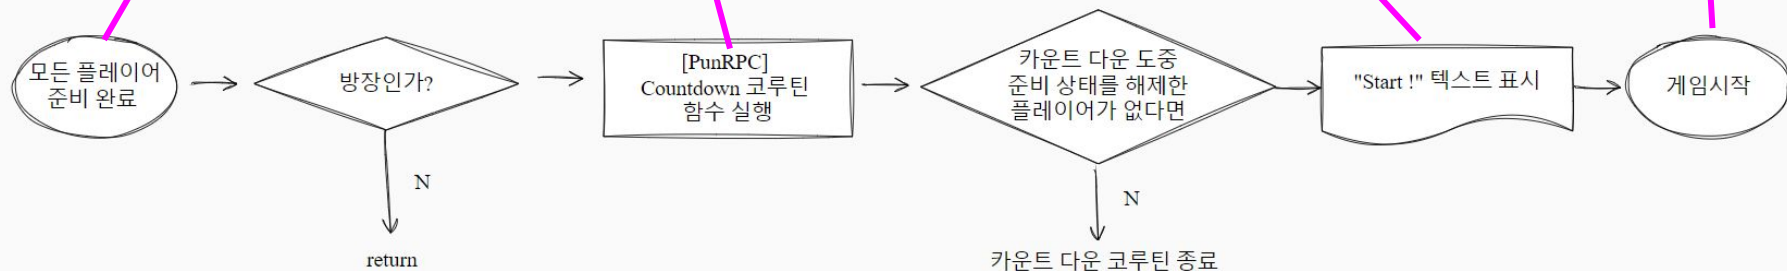 모든 플레이어
준비 완료
방장인가?
N
return
[PunRPC]
Countdown 코루틴
함수 실행
카운트 다운 도중
준비 상태를 해제한
플레이어가 없다면
N
카운트 다운 코루틴 종료
"Start !" 텍스트 표시
게임시작